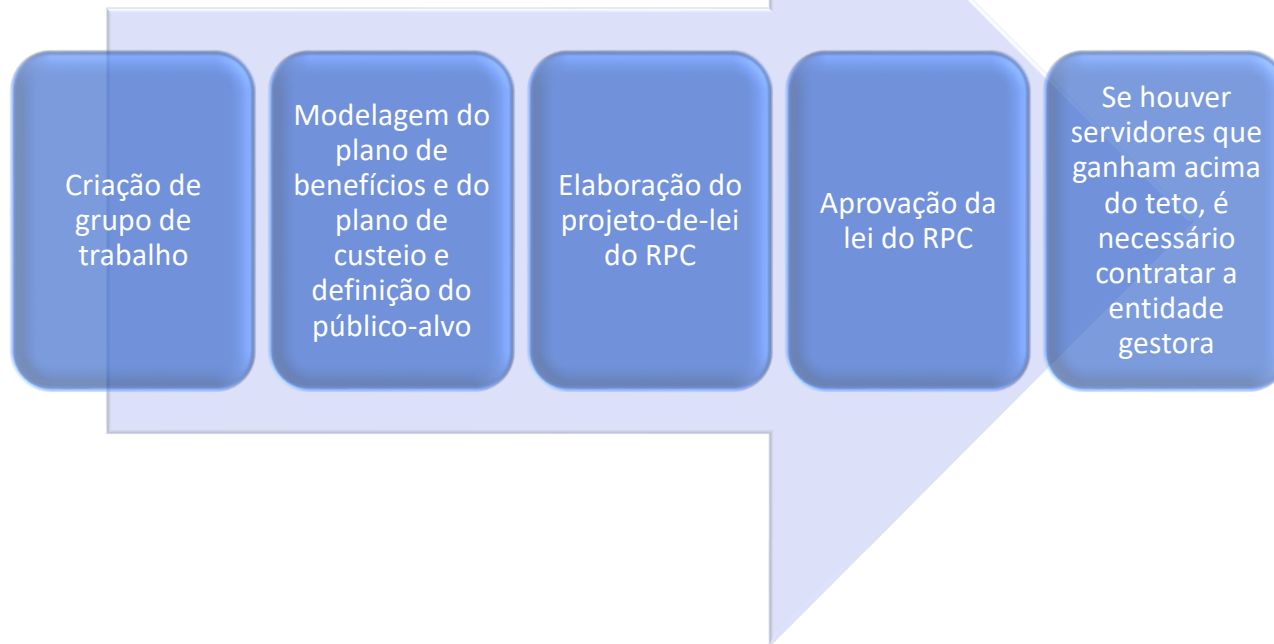 Criação de
grupo de
trabalho
Modelagem do
plano de
benefícios e do
plano de
custeio e
definição do
público-alvo
Elaboração do
projeto-de-lei
do RPC
Aprovação da
lei do RPC
Se houver
servidores que
ganham acima
do teto, é
necessário
contratar a
entidade
gestora